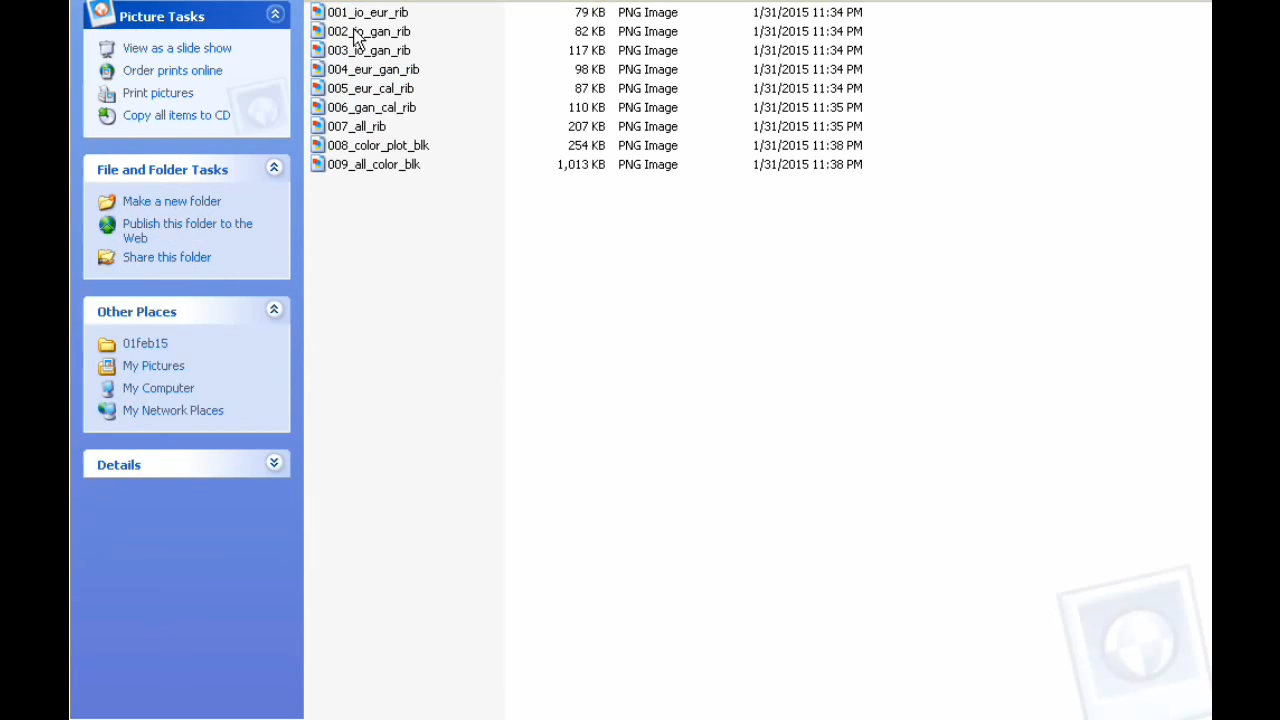 Picture Tasks
View as a slide show
Order prints online
Print pictures
Copy all items to CD
File and Folder Tasks
Make a new folder
Publish this folder to the
Web
Share this folder
Other Places
01feb15
My Pictures
My Computer
My Network Places
Details
001_io_eur_rib 79 KB PNG Image 1/31/2015 11:34 PM
002_io_gan_rib 82 KB PNG Image 1/31/2015 11:34 PM
003_io_gan_rib 117 KB PNG Image 1/31/2015 11:34 PM
004_eur_gan_rib 98 KB PNG Image 1/31/2015 11:34 PM
005_eur_cal_rib 87 KB PNG Image 1/31/2015 11:34 PM
006_gan_cal_rib 110 KB PNG Image 1/31/2015 11:35 PM
007_all_rib 207 KB PNG Image 1/31/2015 11:35 PM
008_color_plot_blk 254 KB PNG Image 1/31/2015 11:38 PM
009_all_color_blk 1,013 KB PNG Image 1/31/2015 11:38 PM